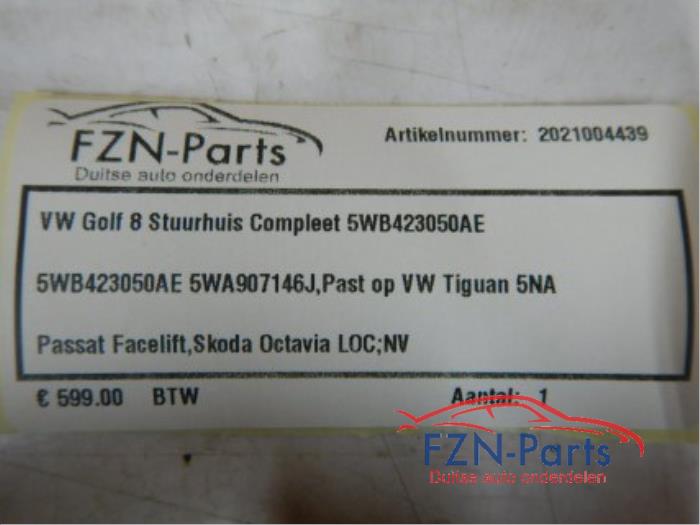 FZN-Parts
Duitse auto onderdelen
Artikelnummer: 2021004439
VW Golf 8 Stuurhuis Compleet 5WB423050AE
5WB423050AE 5WA907146J,Past op VW Tiguan 5NA
Passat Facelift,Skoda Octavia LOC;NV
€ 599.00 BTW Aantal: 1
FZN-Parts
Duitse auto onderdelen